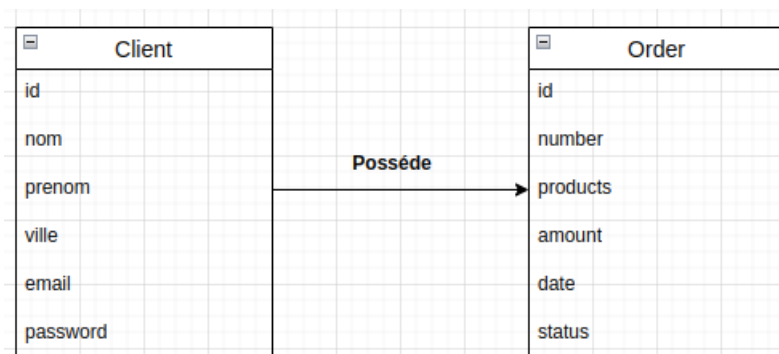 Client
id
nom
prenom
ville
email
password
Posséde
Order
id
number
products
amount
date
status